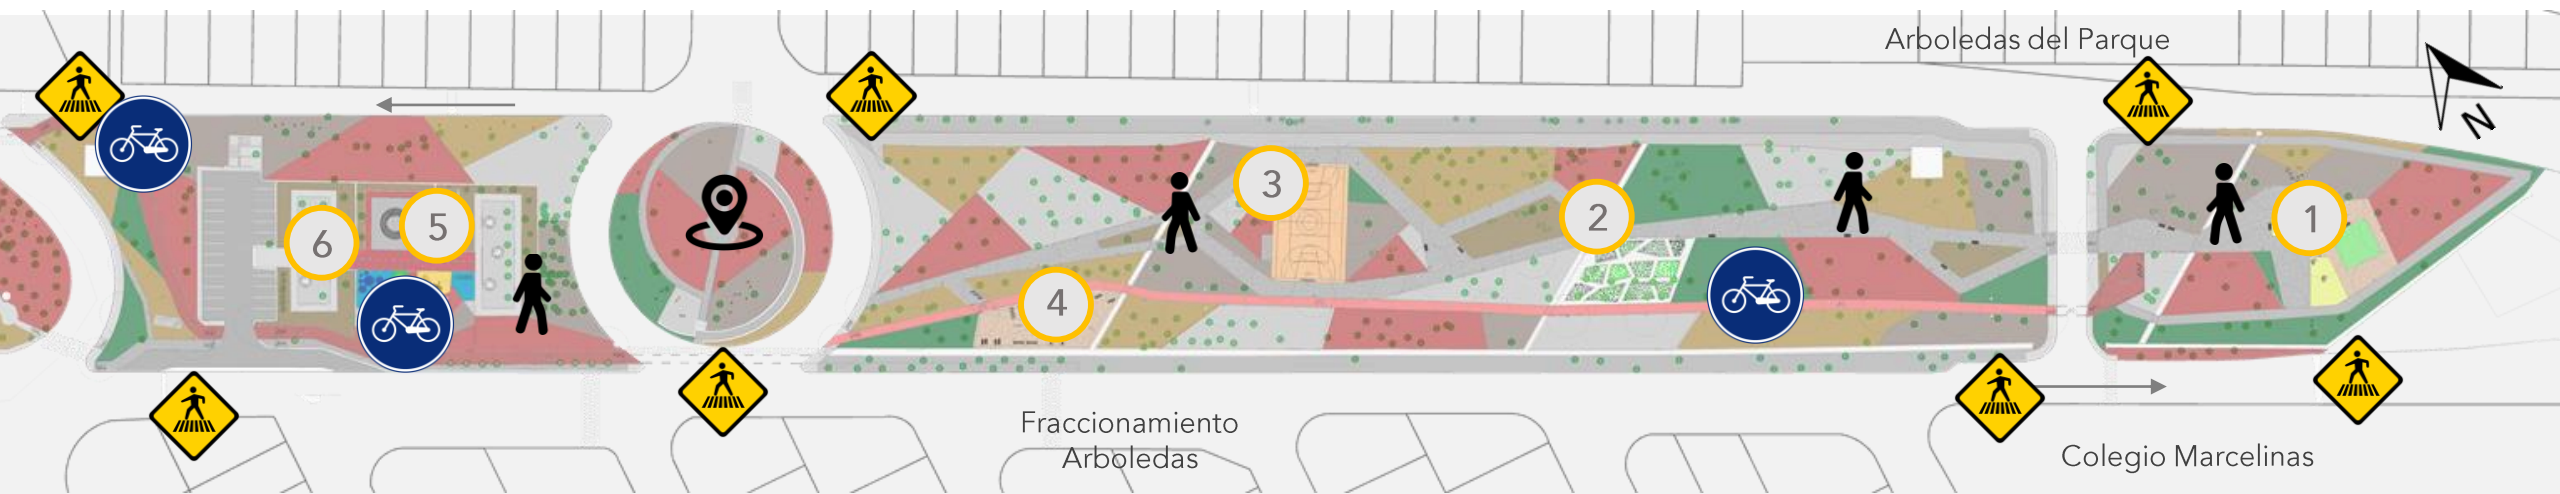 Arboledas del Parque
N
3
1
2
5
6
4
Fraccionamiento
Arboledas
Colegio Marcelinas